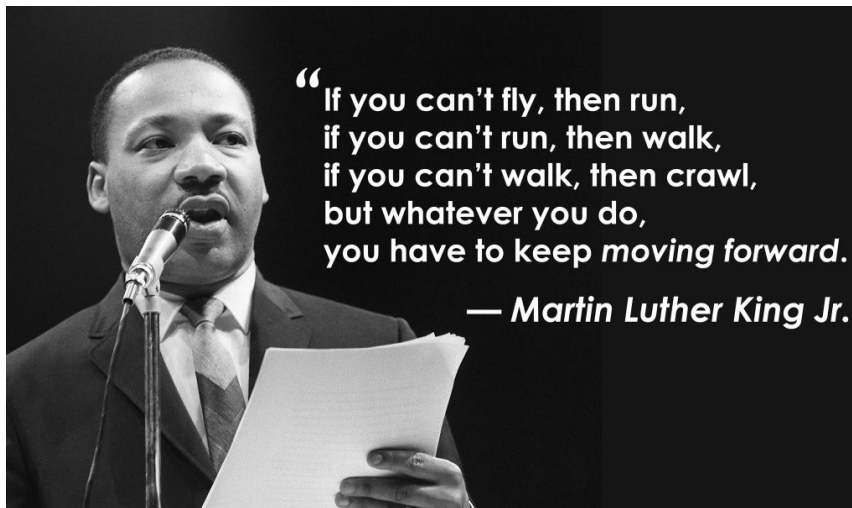 “If you can’t fly, then run,
if you can’t run, then walk,
if you can’t walk, then crawl,
but whatever you do,
you have to keep moving forward.
— Martin Luther King Jr.